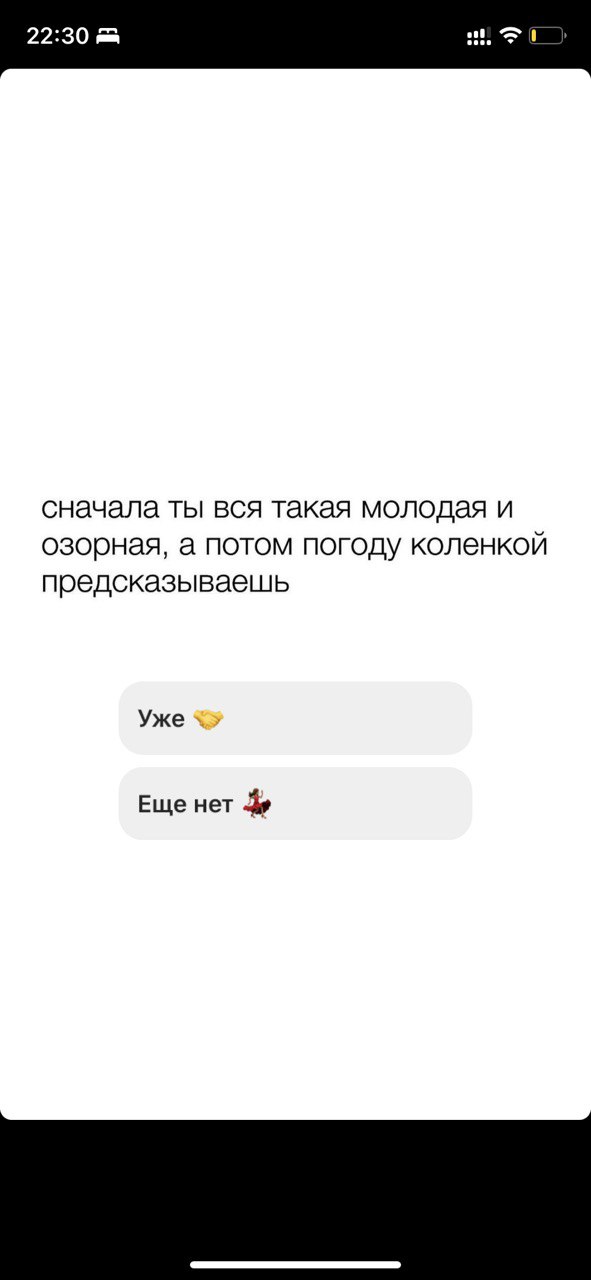 22:30
сначала ты вся такая молодая и
озорная, а потом погоду коленкой
предсказываешь
Уже 🤝
Еще нет 💃